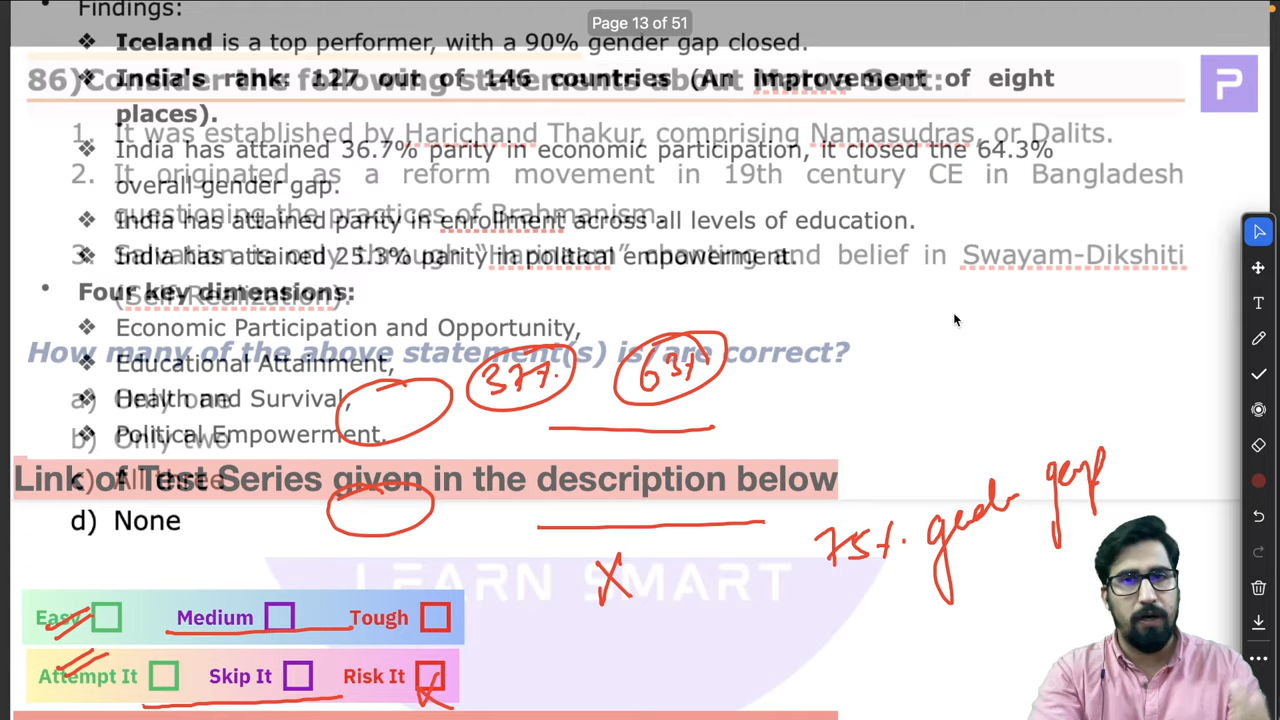 Findings:
Page 13 of 51
❖ Iceland is a top performer, with a 90% gender gap closed.
86)Consider the following statements about Matua Sect:
❖ India's rank: 127 out of 146 countries (An improvement of eight
places).
P
1. It was established by Harichand Thakur, comprising Namasudras, or Dalits.
❖ India has attained 36.7% parity in economic participation, it closed the 64.3%
overall gender gap.
2. It originated as a reform movement in 19th century CE in Bangladesh
questioning the practices of Brahmanism.
❖ India has attained parity in enrollment across all levels of education.
3. Salvation is only through "Harinaam" chanting and belief in Swayam-Dikshiti
(Self-Realization).
❖ India has attained 25.3% parity in political empowerment.
• Four key dimensions:
❖ Economic Participation and Opportunity,
How many of the above statement(s) is/are correct?
❖ Educational Attainment,
37%
63%
a) Only one
❖ Health and Survival,
b) Only two
❖ Political Empowerment.
c) All three
Link of Test Series given in the description below
d) None
75% gender gap
LEARN SMART
Easy Medium Tough
Attempt It Skip It Risk It